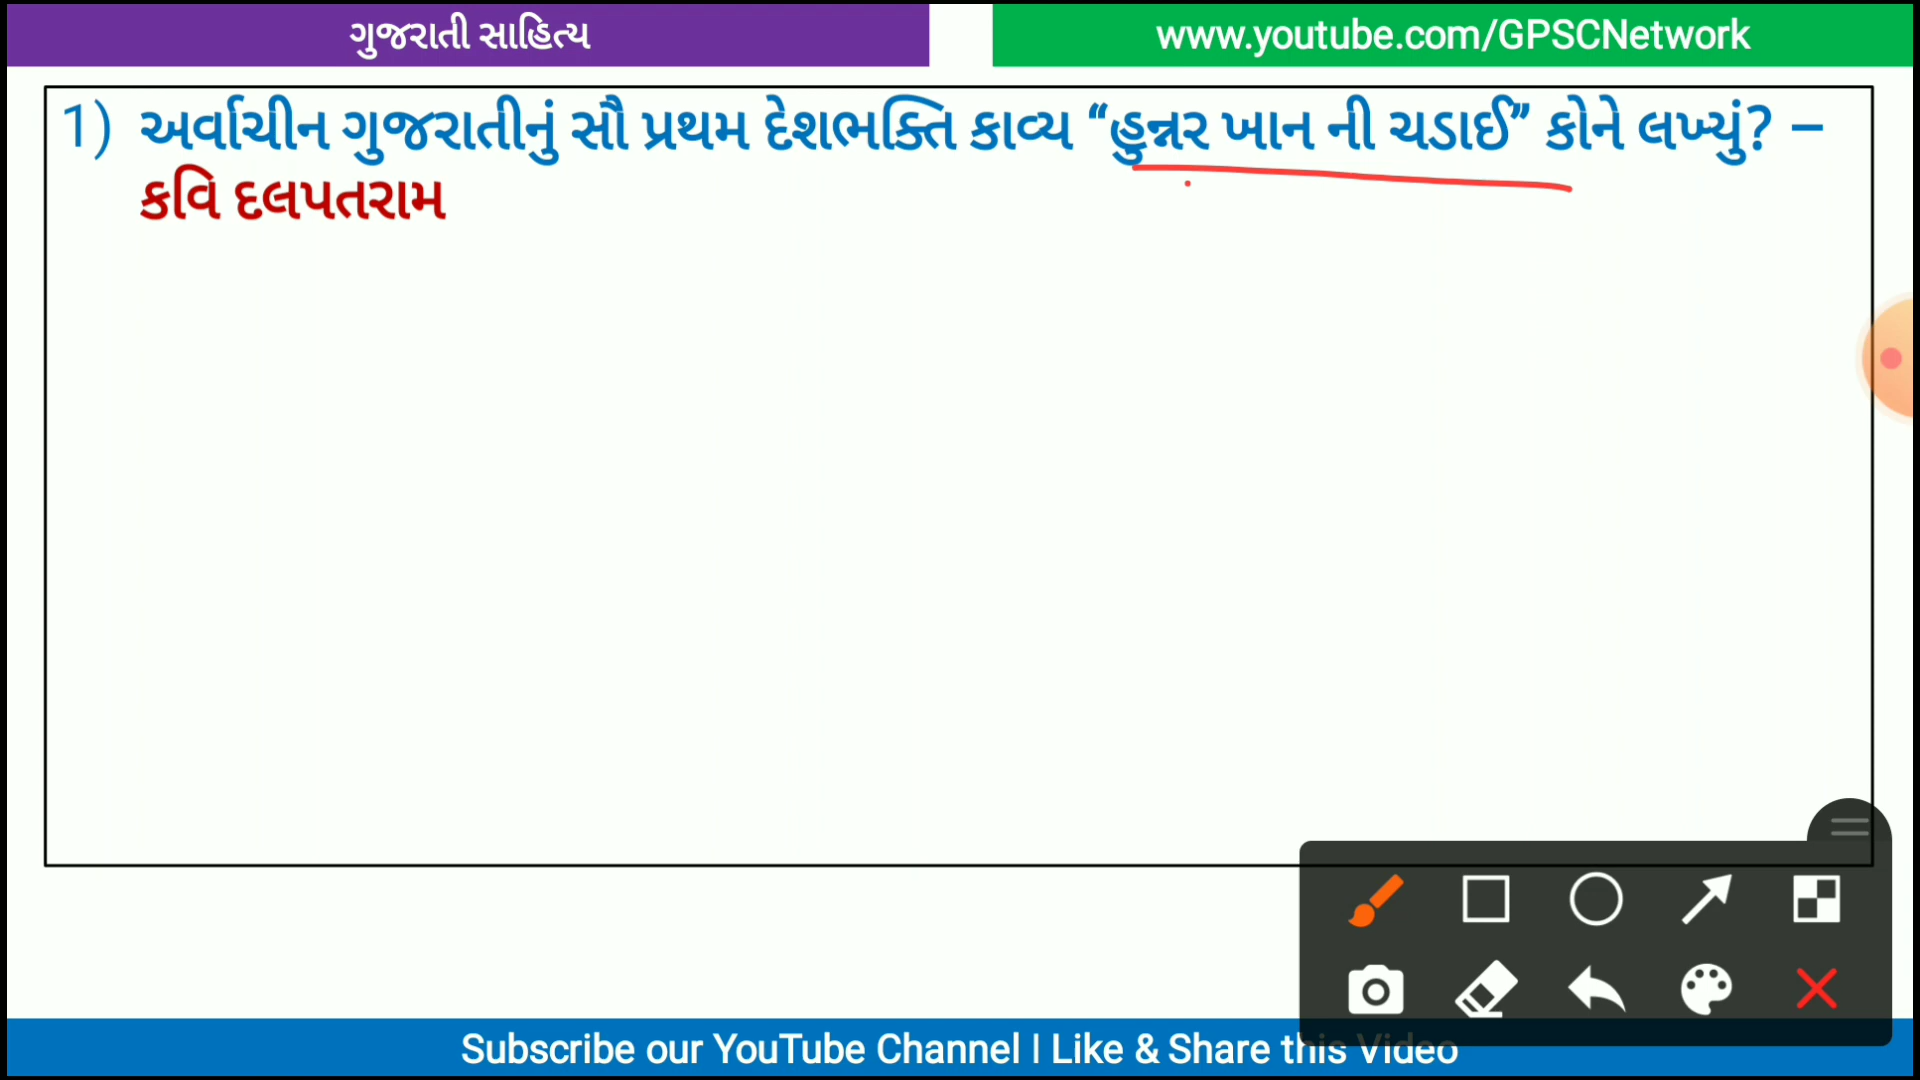 ગુજરાતી સાહિત્ય
www.youtube.com/GPSCNetwork
1) અર્વાચીન ગુજરાતીનું સૌ પ્રથમ દેશભક્તિ કાવ્ય “હુન્નર ખાન ની ચડાઈ” કોને લખ્યું? –
કવિ દલપતરામ
Subscribe our YouTube Channel | Like & Share this Video